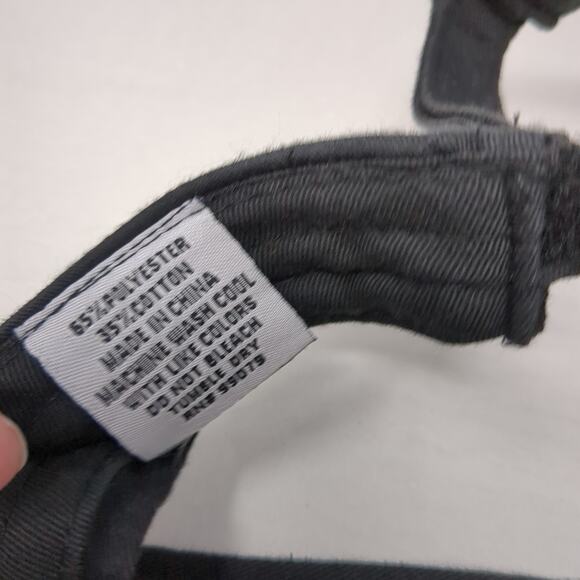 65%POLYESTER
35%COTTON
MADE IN CHINA
MACHINE WASH COOL
WITH LIKE COLORS
DO NOT BLEACH
TUMBLE DRY
RN# 55079